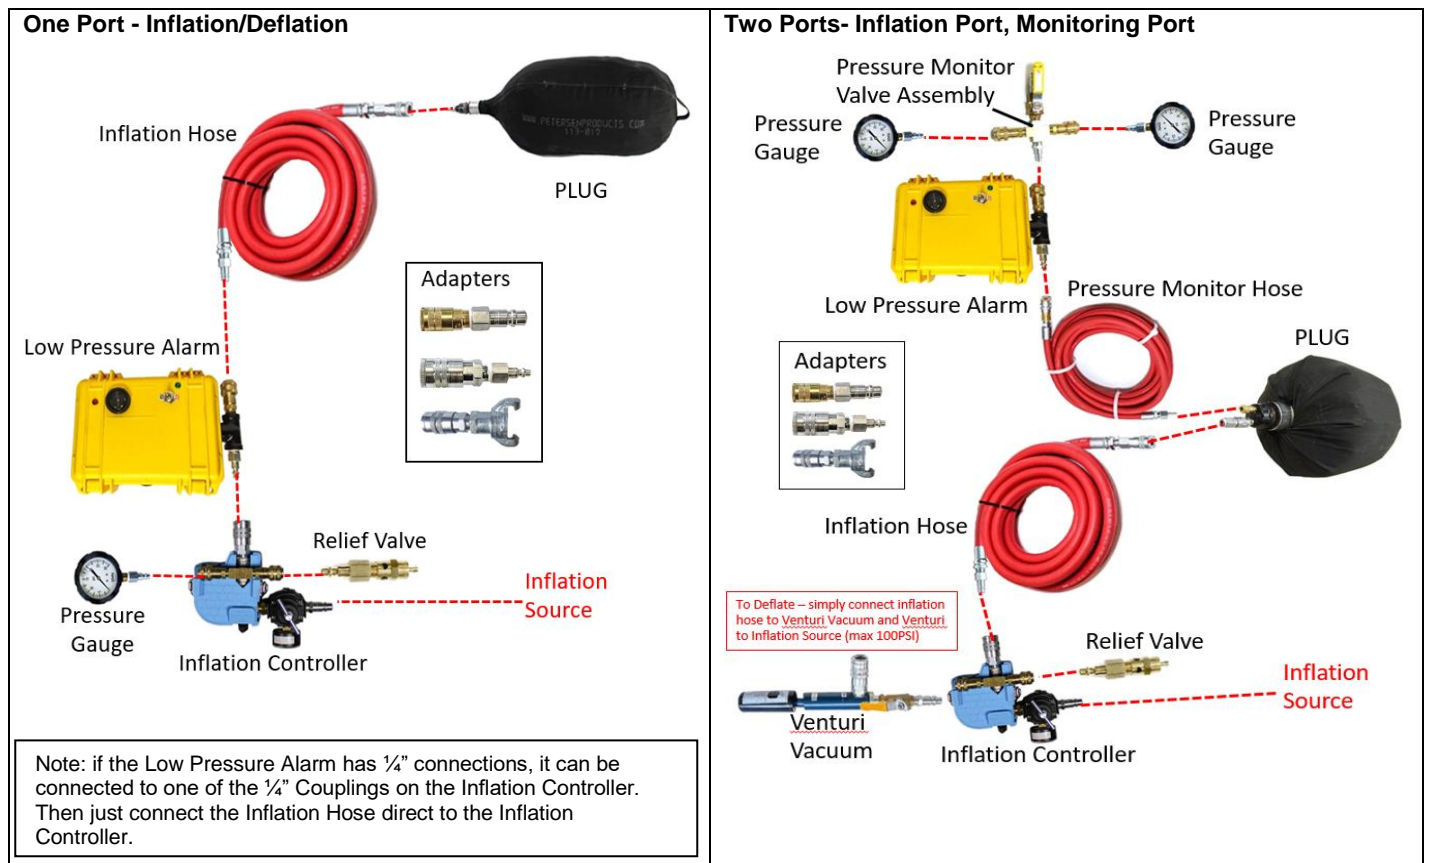 One Port - Inflation/Deflation
WWW.PETERSENPRODUCTS.COM
113-017
Inflation Hose
PLUG
Adapters
Low Pressure Alarm
Relief Valve
Inflation
Source
Pressure
Gauge
Inflation Controller
Note: if the Low Pressure Alarm has ¼” connections, it can be
connected to one of the ¼” Couplings on the Inflation Controller.
Then just connect the Inflation Hose direct to the Inflation
Controller.
Two Ports- Inflation Port, Monitoring Port
Pressure Monitor
Valve Assembly
Pressure
Gauge
Pressure
Gauge
Low Pressure Alarm
Pressure Monitor Hose
PLUG
Adapters
Inflation Hose
To Deflate – simply connect inflation
hose to Venturi Vacuum and Venturi
to Inflation Source (max 100PSI)
Relief Valve
Inflation
Source
Venturi
Vacuum
Inflation Controller